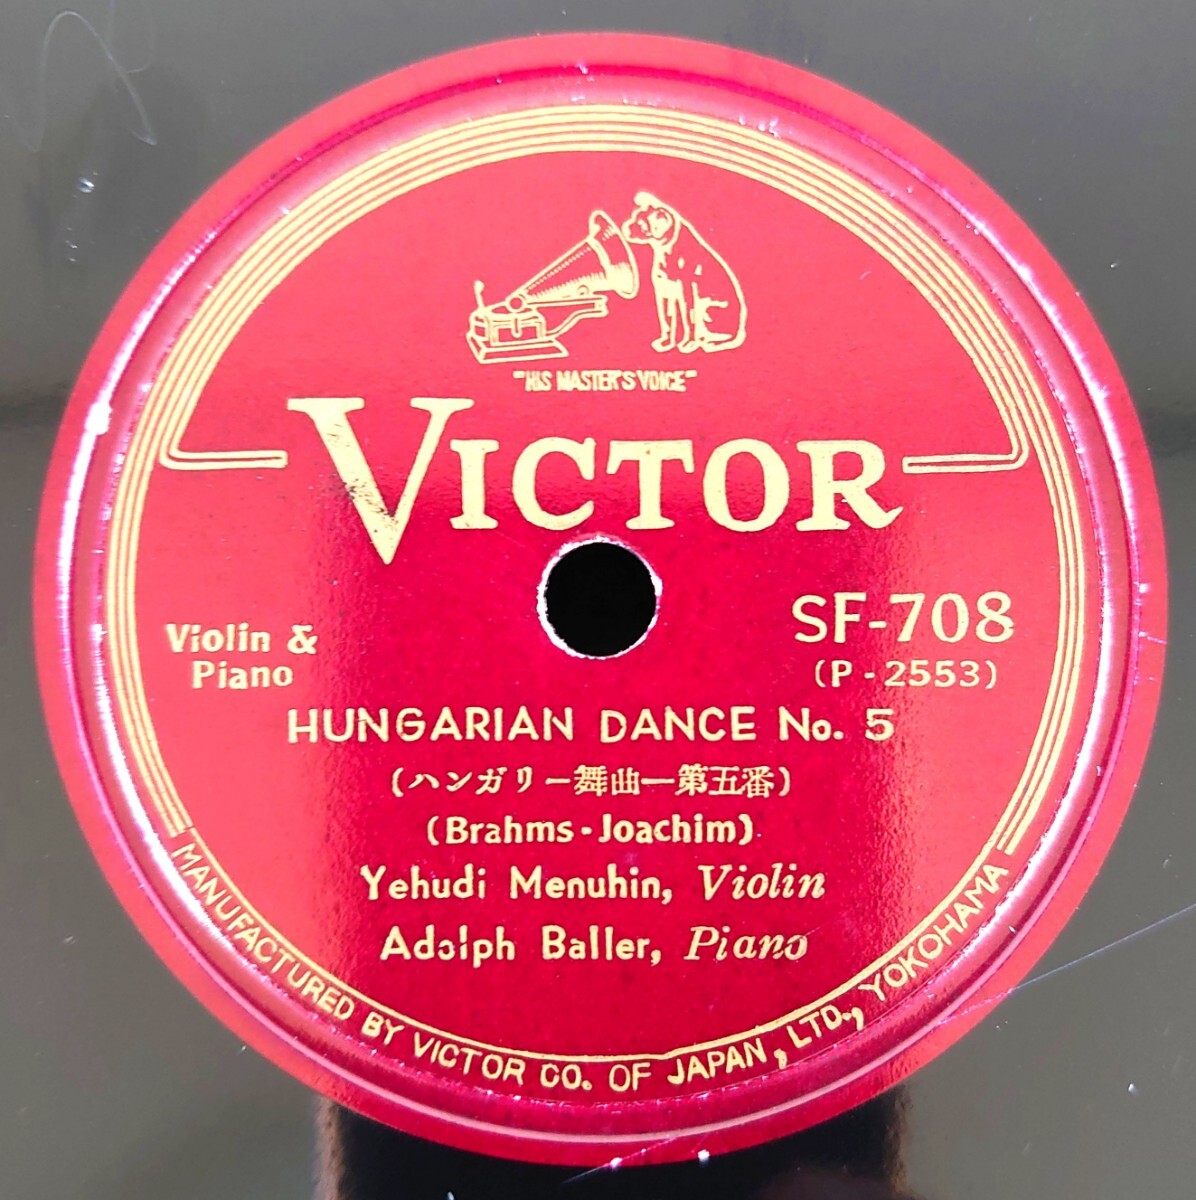 "HIS MASTER'S VOICE"
VICTOR
Violin &
Piano
SF-708
(P-2553)
HUNGARIAN DANCE No. 5
(ハンガリー舞曲―第五番)
(Brahms-Joachim)
Yehudi Menuhin, Violin
Adolph Baller, Piano
MANUFACTURED BY VICTOR CO. OF JAPAN, LTD., YOKOHAMA